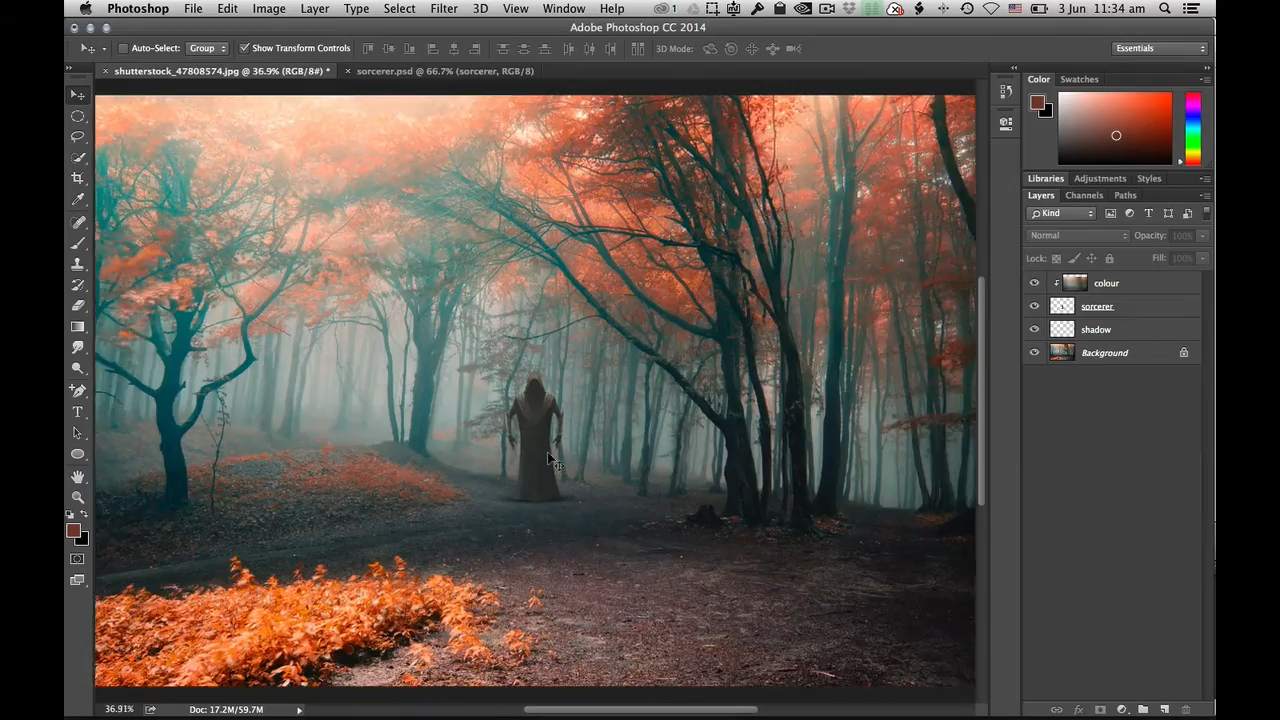 Photoshop File Edit Image Layer Type Select Filter 3D View Window Help 1 3 Jun 11:34 am
Adobe Photoshop CC 2014
Auto-Select: Group Show Transform Controls 3D Mode: Essentials
× shutterstock_47808574.jpg @ 36.9% (RGB/8#) * × sorcerer.psd @ 66.7% (sorcerer, RGB/8)
Color Swatches
Libraries Adjustments Styles
Layers Channels Paths
Kind
Normal Opacity: 100%
Lock: Fill: 100%
colour
sorcerer
shadow
Background
36.91% Doc: 17.2M/59.7M